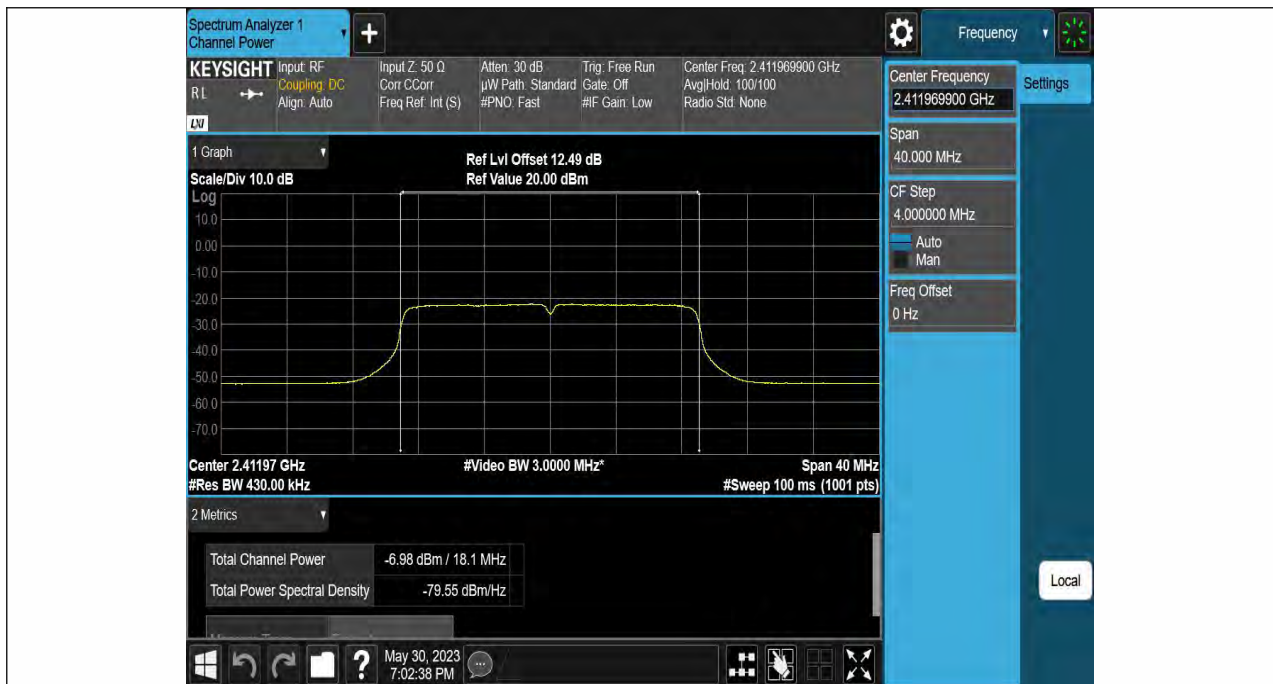 Spectrum Analyzer 1
Channel Power
+
Frequency
KEYSIGHT
RL
LXI
Input: RF
Coupling: DC
Align: Auto
Input Z: 50 Ω
Corr CCorr
Freq Ref: Int (S)
Atten: 30 dB
µW Path: Standard
#PNO: Fast
Trig: Free Run
Gate: Off
#IF Gain: Low
Center Freq: 2.411969900 GHz
Avg|Hold: 100/100
Radio Std: None
Center Frequency
2.411969900 GHz
Settings
Span
40.000 MHz
CF Step
4.000000 MHz
Auto
Man
Freq Offset
0 Hz
1 Graph
Scale/Div 10.0 dB
Ref Lvl Offset 12.49 dB
Ref Value 20.00 dBm
Log
10.0
0.00
-10.0
-20.0
-30.0
-40.0
-50.0
-60.0
-70.0
Center 2.41197 GHz
#Res BW 430.00 kHz
#Video BW 3.0000 MHz*
Span 40 MHz
#Sweep 100 ms (1001 pts)
2 Metrics
Total Channel Power -6.98 dBm / 18.1 MHz
Total Power Spectral Density -79.55 dBm/Hz
Local
?
May 30, 2023
7:02:38 PM